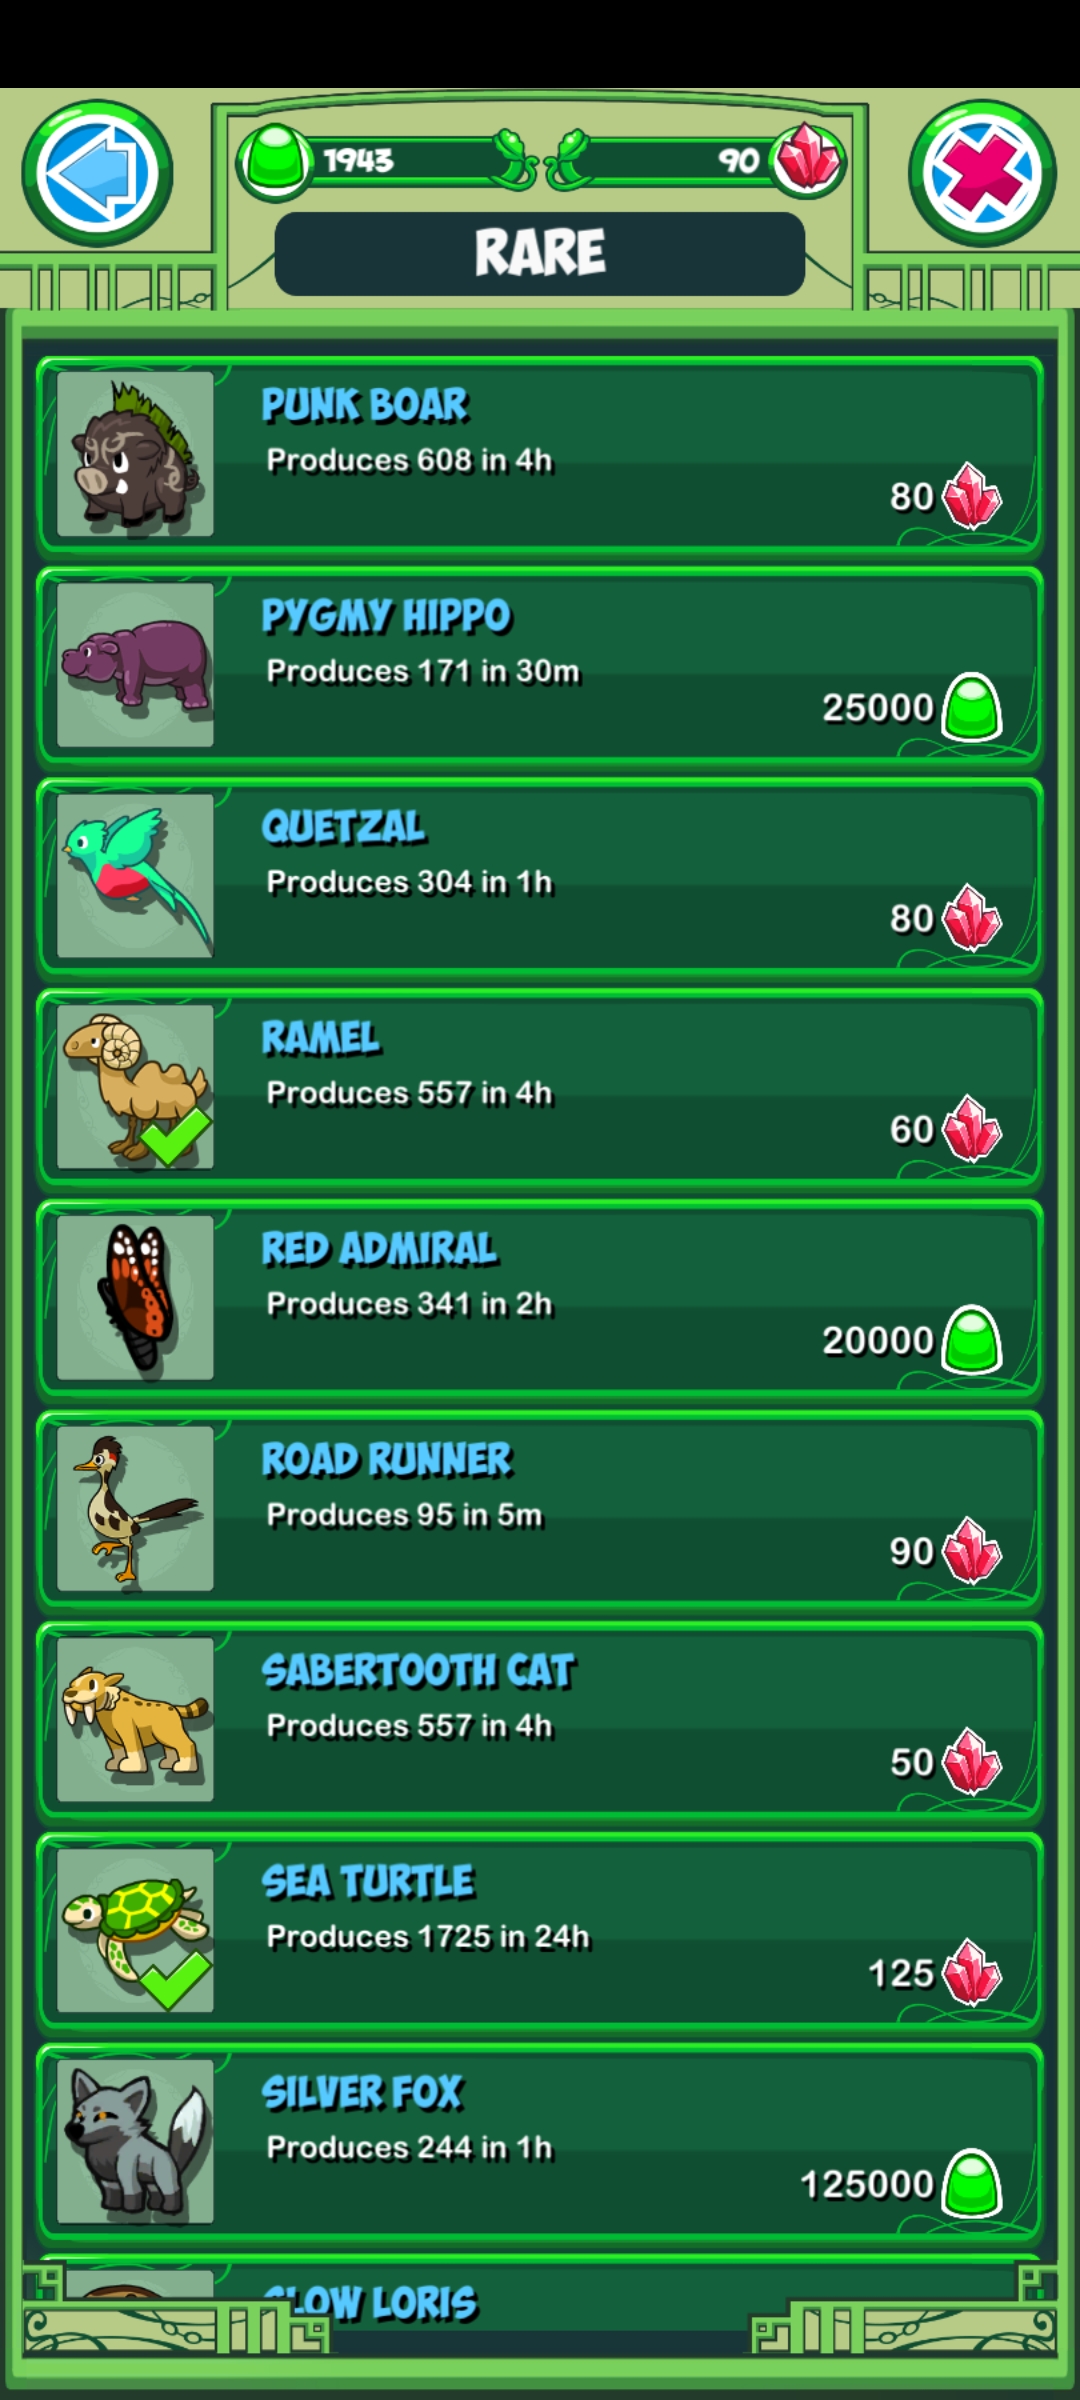 1943
90
RARE
PUNK BOAR
Produces 608 in 4h
80
PYGMY HIPPO
Produces 171 in 30m
25000
QUETZAL
Produces 304 in 1h
80
RAMEL
Produces 557 in 4h
60
RED ADMIRAL
Produces 341 in 2h
20000
ROAD RUNNER
Produces 95 in 5m
90
SABERTOOTH CAT
Produces 557 in 4h
50
SEA TURTLE
Produces 1725 in 24h
125
SILVER FOX
Produces 244 in 1h
125000
SLOW LORIS